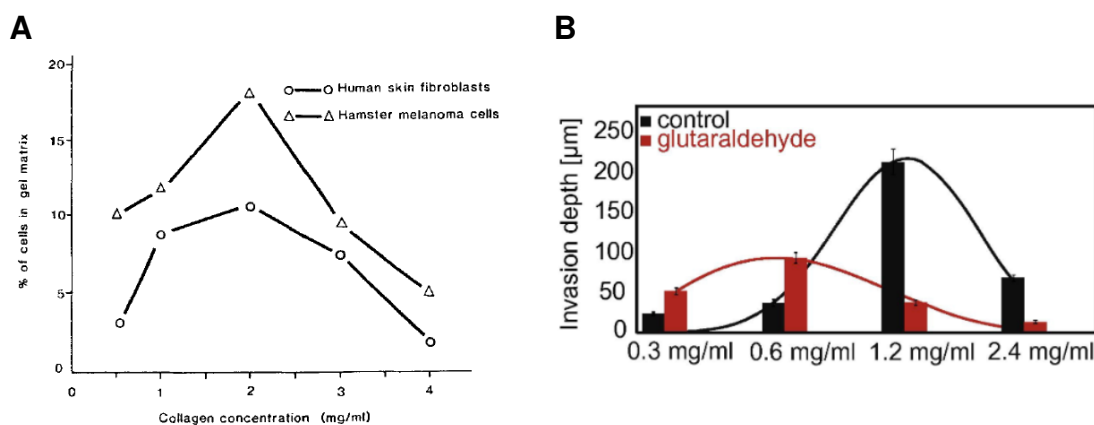 A
20
15
10
5
0
% of cells in gel matrix
Human skin fibroblasts
Hamster melanoma cells
0 1 2 3 4
Collagen concentration (mg/ml)
B
250
200
150
100
50
0
Invasion depth [µm]
control
glutaraldehyde
0.3 mg/ml 0.6 mg/ml 1.2 mg/ml 2.4 mg/ml